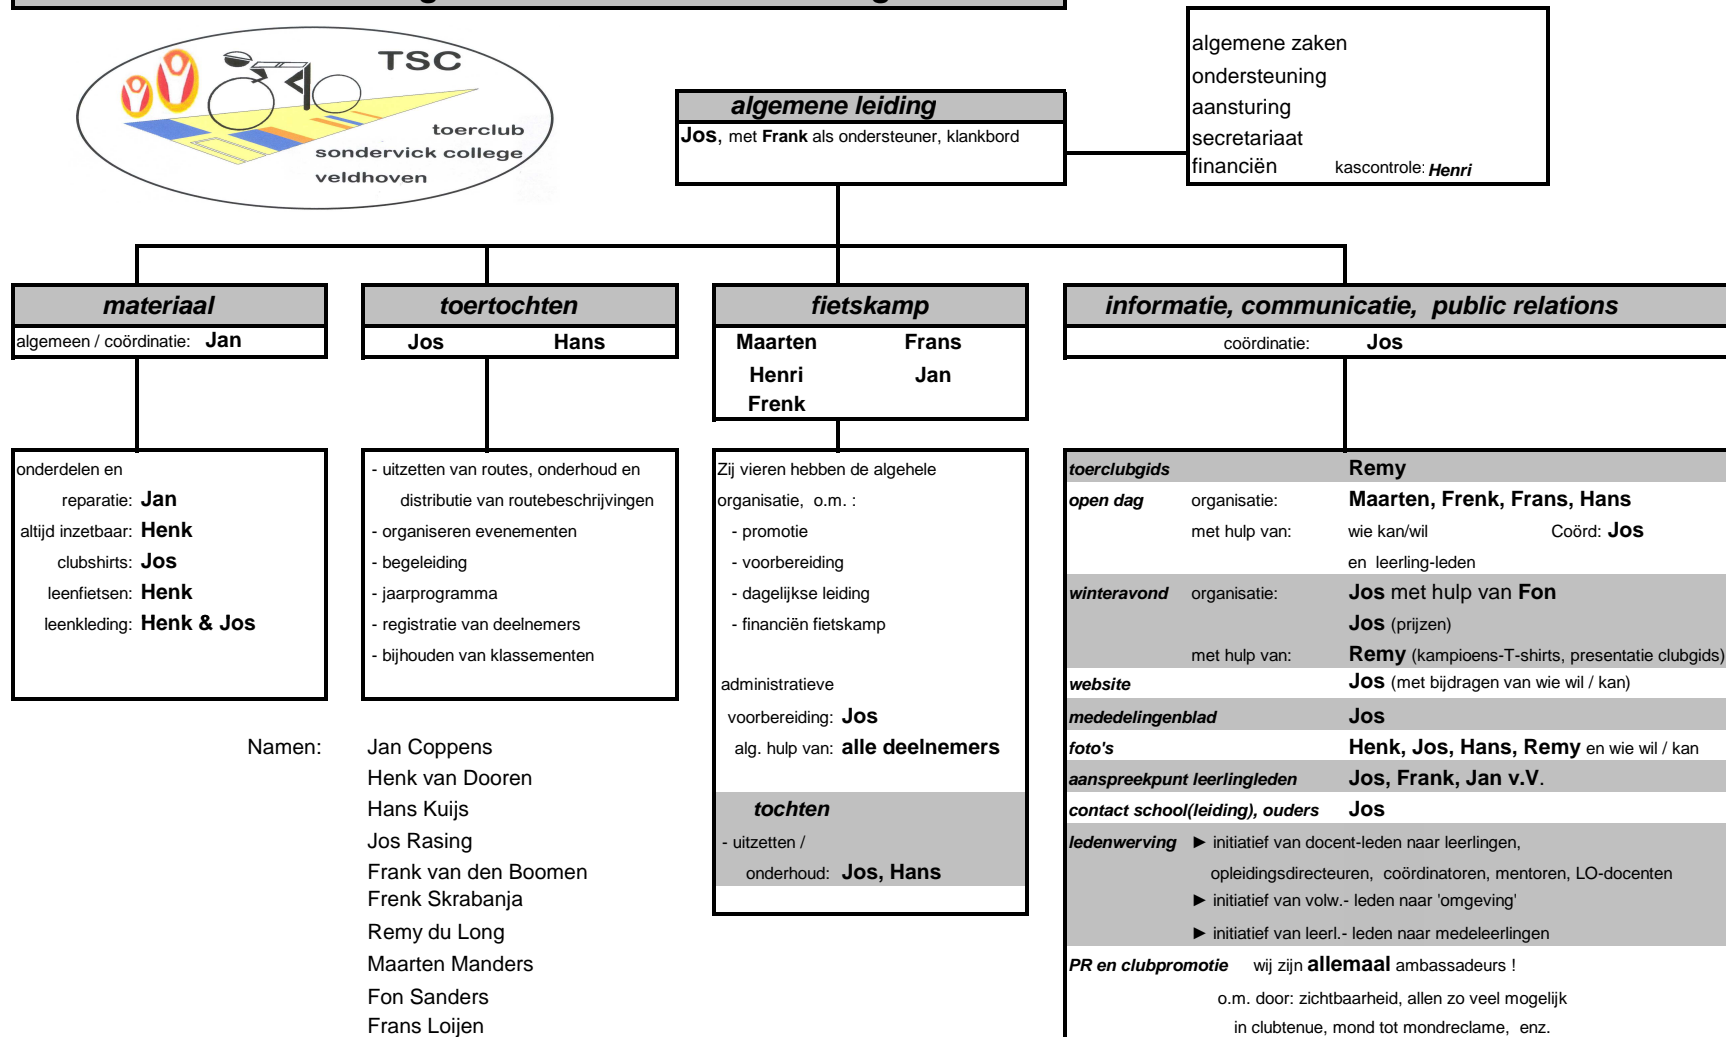 TSC
toerclub
sondervick college
veldhoven
algemene leiding
Jos, met Frank als ondersteuner, klankbord
algemene zaken
ondersteuning
aansturing
secretariaat
financiën kascontrole: Henri
materiaal
algemeen / coördinatie: Jan
onderdelen en
reparatie: Jan
altijd inzetbaar: Henk
clubshirts: Jos
leenfietsen: Henk
leenkleding: Henk & Jos
toertochten
Jos Hans
- uitzetten van routes, onderhoud en
distributie van routebeschrijvingen
- organiseren evenementen
- begeleiding
- jaarprogramma
- registratie van deelnemers
- bijhouden van klassementen
fietskamp
Maarten Frans
Henri Jan
Frenk
Zij vieren hebben de algehele
organisatie, o.m. :
- promotie
- voorbereiding
- dagelijkse leiding
- financiën fietskamp
administratieve
voorbereiding: Jos
alg. hulp van: alle deelnemers
tochten
- uitzetten /
onderhoud: Jos, Hans
informatie, communicatie, public relations
coördinatie: Jos
toerclubgids Remy
open dag organisatie: Maarten, Frenk, Frans, Hans
met hulp van: wie kan/wil Coörd: Jos
en leerling-leden
winteravond organisatie: Jos met hulp van Fon
Jos (prijzen)
met hulp van: Remy (kampioens-T-shirts, presentatie clubgids)
website Jos (met bijdragen van wie wil / kan)
mededelingenblad Jos
foto's Henk, Jos, Hans, Remy en wie wil / kan
aanspreekpunt leerlingleden Jos, Frank, Jan v.V.
contact school(leiding), ouders Jos
ledenwerving ► initiatief van docent-leden naar leerlingen,
opleidingsdirecteuren, coördinatoren, mentoren, LO-docenten
► initiatief van volw.- leden naar 'omgeving'
► initiatief van leerl.- leden naar medeleerlingen
PR en clubpromotie wij zijn allemaal ambassadeurs !
o.m. door: zichtbaarheid, allen zo veel mogelijk
in clubtenue, mond tot mondreclame, enz.
Namen: Jan Coppens
Henk van Dooren
Hans Kuijs
Jos Rasing
Frank van den Boomen
Frenk Skrabanja
Remy du Long
Maarten Manders
Fon Sanders
Frans Loijen